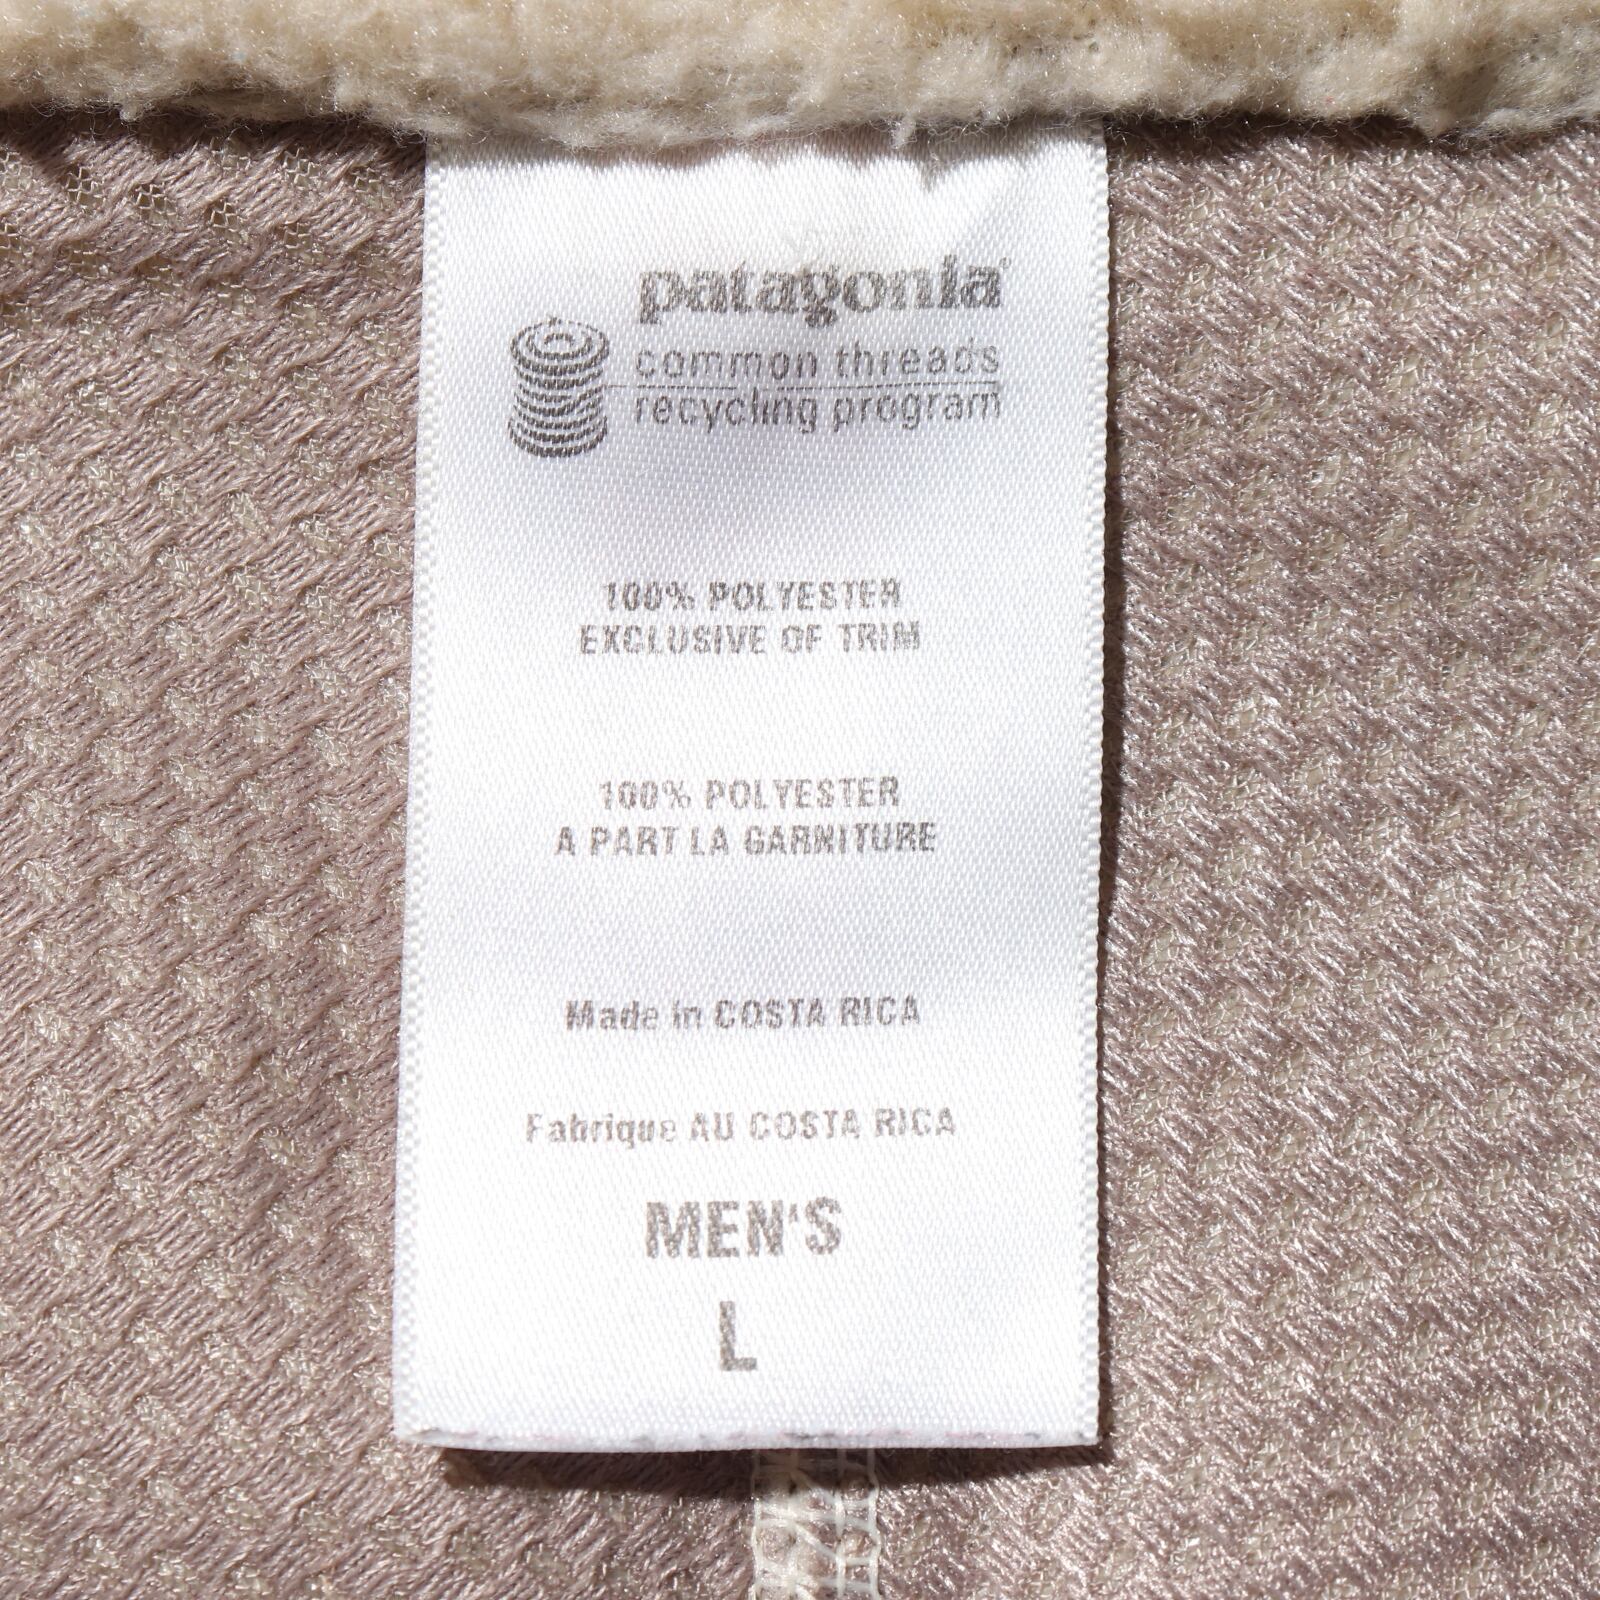 patagonia®
common threads
recycling program
100% POLYESTER
EXCLUSIVE OF TRIM
100% POLYESTER
A PART LA GARNITURE
Made in COSTA RICA
Fabrique AU COSTA RICA
MEN'S
L